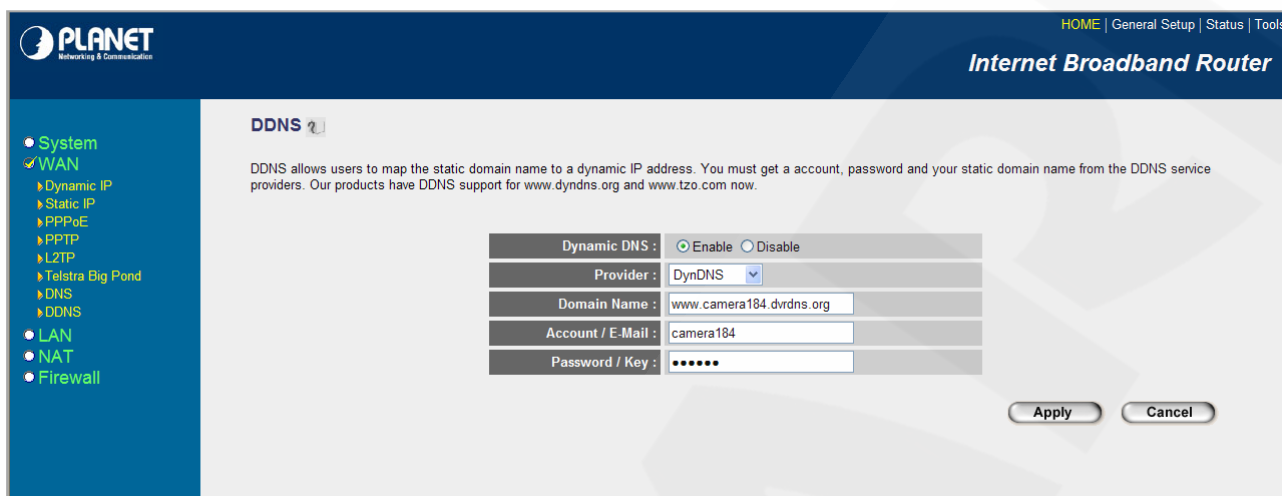 PLANET
Networking & Communication
HOME | General Setup | Status | Tools
Internet Broadband Router
System
WAN
Dynamic IP
Static IP
PPPoE
PPTP
L2TP
Telstra Big Pond
DNS
DDNS
LAN
NAT
Firewall
DDNS
DDNS allows users to map the static domain name to a dynamic IP address. You must get a account, password and your static domain name from the DDNS service
providers. Our products have DDNS support for www.dyndns.org and www.tzo.com now.
Dynamic DNS : Enable Disable
Provider : DynDNS
Domain Name : www.camera184.dvrdns.org
Account / E-Mail : camera184
Password / Key : ••••••
Apply Cancel